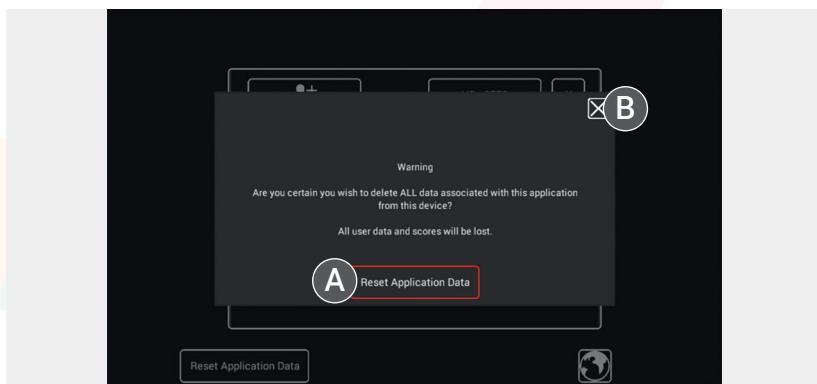 B
Warning
Are you certain you wish to delete ALL data associated with this application
from this device?
All user data and scores will be lost.
A
Reset Application Data
Reset Application Data